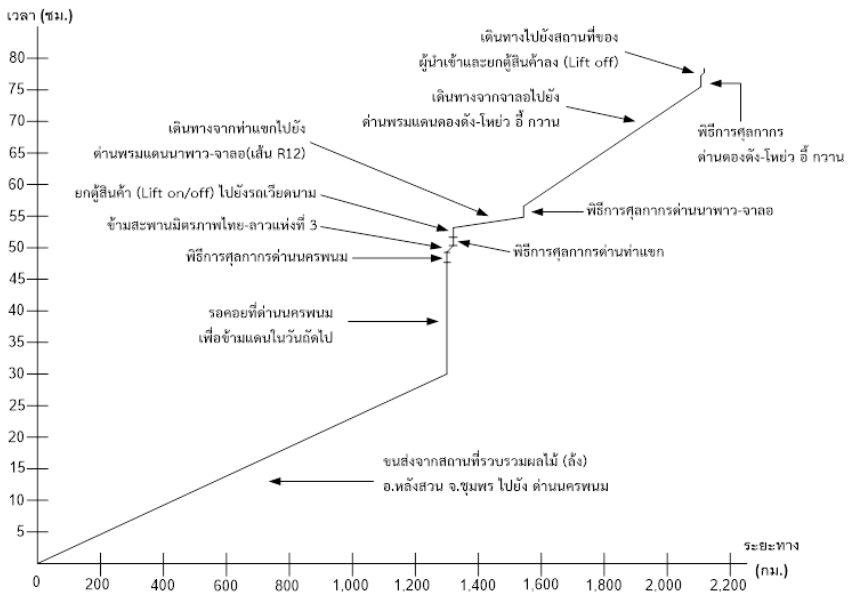 เวลา (ชม.)
80
75
70
65
60
55
50
45
40
35
30
25
20
15
10
5
เดินทางไปยังสถานที่ของ
ผู้นำเข้าและยกตู้สินค้าลง (Lift off)
เดินทางจากจาลอไปยัง
ด่านพรมแดนดองดัง-โหย่ว อี้ กวาน
พิธีการศุลกากร
ด่านดองดัง-โหย่ว อี้ กวาน
เดินทางจากท่าแขกไปยัง
ด่านพรมแดนนาพาว-จาลอ(เส้น R12)
ยกตู้สินค้า (Lift on/off) ไปยังรถเวียดนาม
พิธีการศุลกากรด่านนาพาว-จาลอ
ข้ามสะพานมิตรภาพไทย-ลาวแห่งที่ 3
พิธีการศุลกากรด่านนครพนม
พิธีการศุลกากรด่านท่าแขก
รอคอยที่ด่านนครพนม
เพื่อข้ามแดนในวันถัดไป
ขนส่งจากสถานที่รวบรวมผลไม้ (ล้ง)
อ.หลังสวน จ.ชุมพร ไปยัง ด่านนครพนม
ระยะทาง
(กม.)
0 200 400 600 800 1,000 1,200 1,400 1,600 1,800 2,000 2,200